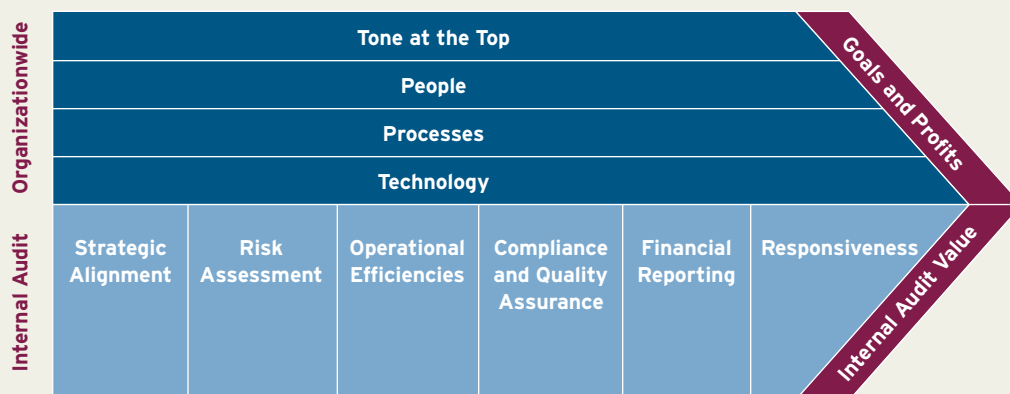 Organizationwide
Tone at the Top
People
Processes
Technology
Goals and Profits
Internal Audit
Strategic
Alignment
Risk
Assessment
Operational
Efficiencies
Compliance
and Quality
Assurance
Financial
Reporting
Responsiveness
Internal Audit Value